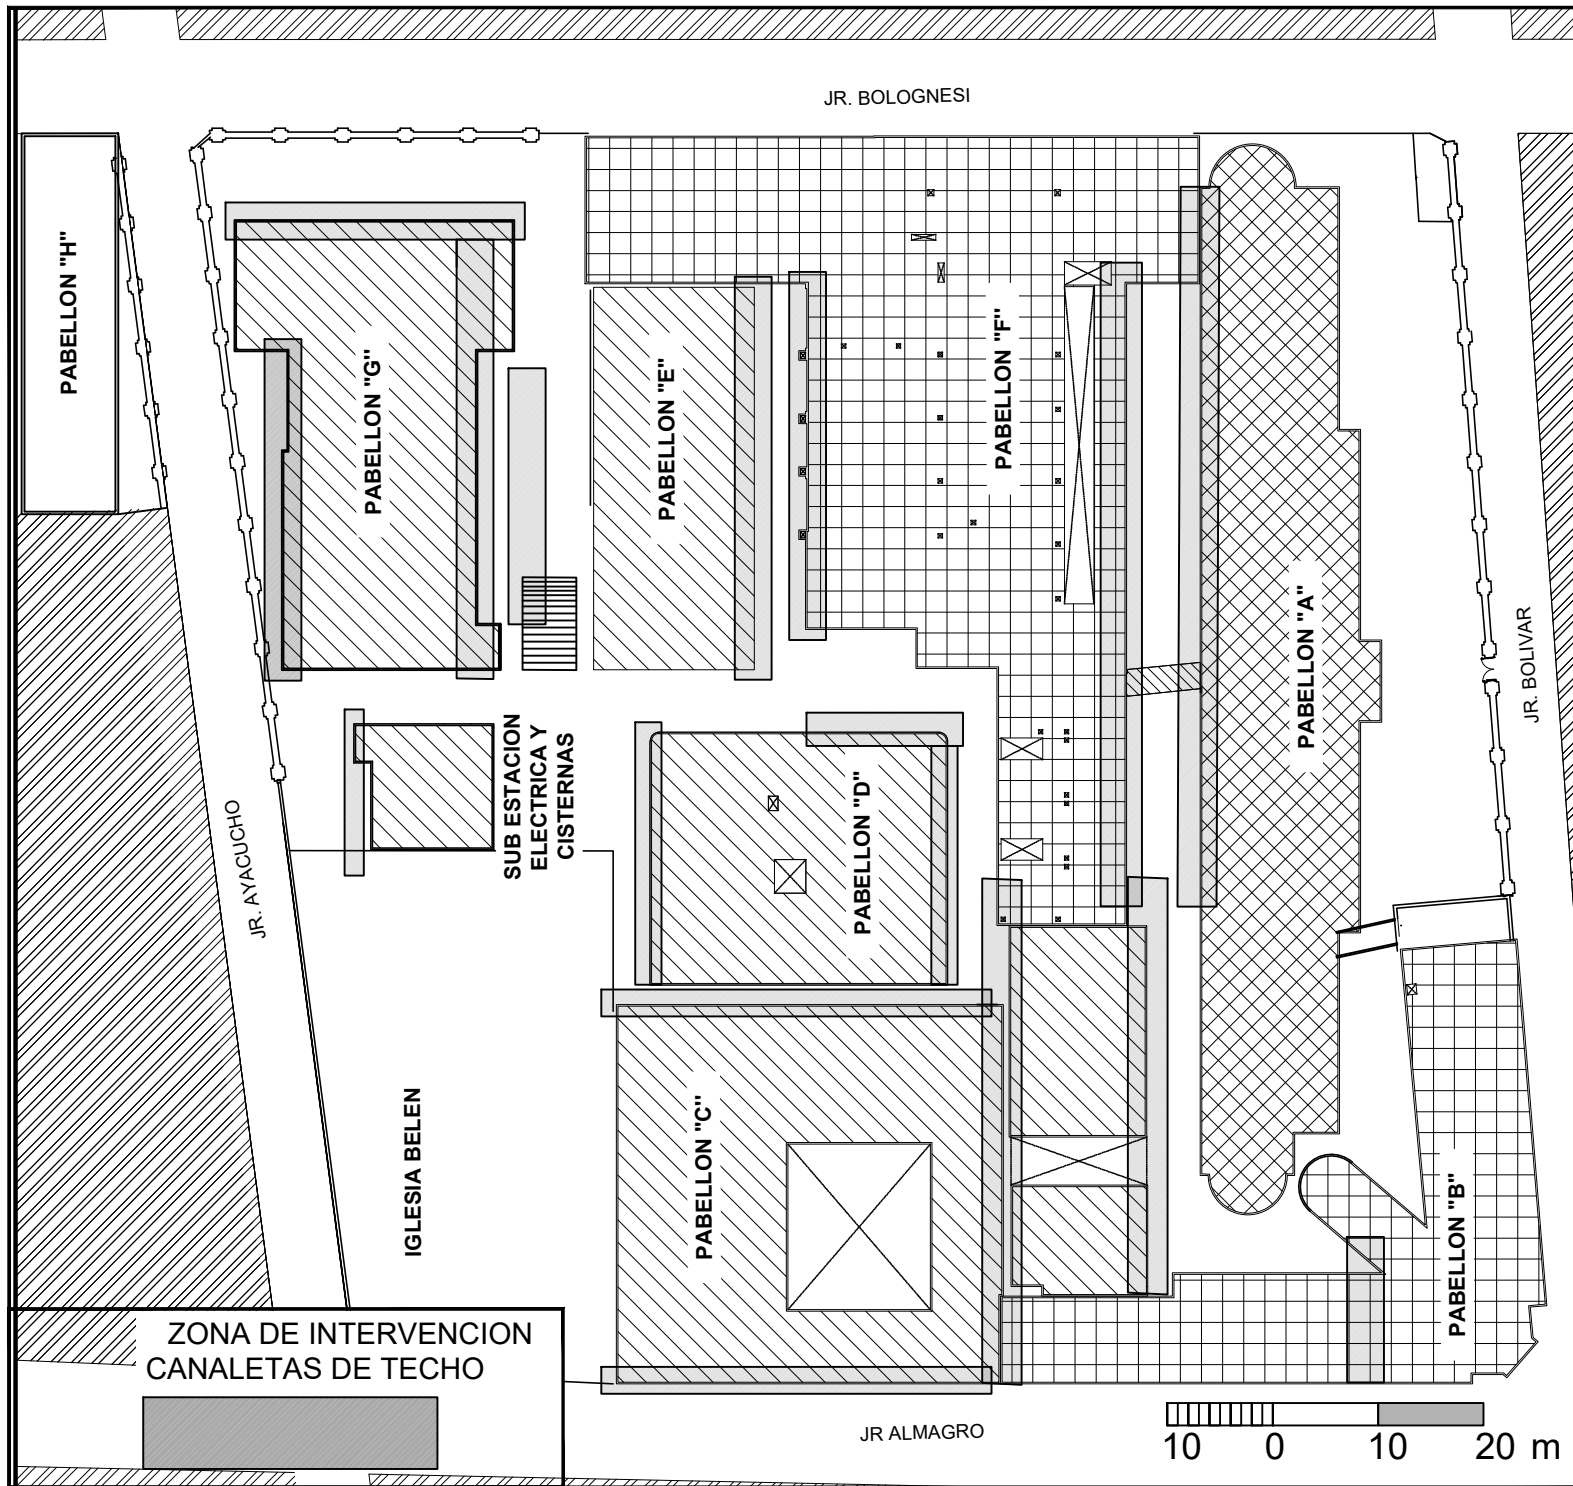 JR. BOLOGNESI
PABELLON "H"
PABELLON "G"
PABELLON "E"
PABELLON "F"
PABELLON "A"
JR. BOLIVAR
SUB ESTACION
ELECTRICA Y
CISTERNAS
PABELLON "D"
JR. AYACUCHO
IGLESIA BELEN
PABELLON "C"
PABELLON "B"
ZONA DE INTERVENCION
CANALETAS DE TECHO
JR ALMAGRO
10 0 10 20 m